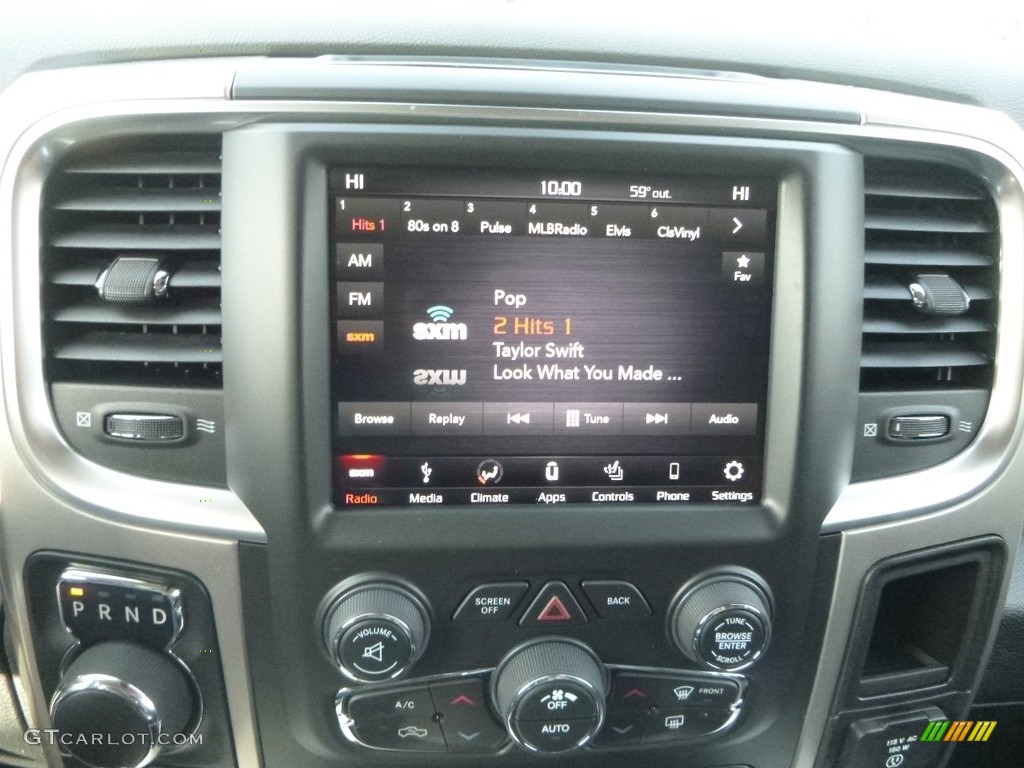 HI 10:00 59° out. HI
1 2 3 4 5 6
Hits 1 80s on 8 Pulse MLBRadio Elvis ClsVinyl
AM
Fav
FM
Pop
sxm
sxm 2 Hits 1
Taylor Swift
Look What You Made ...
Browse Replay Tune Audio
sxm
Radio Media Climate Apps Controls Phone Settings
P R N D
SCREEN OFF
BACK
VOLUME
TUNE
BROWSE
ENTER
SCROLL
A/C
OFF
AUTO
FRONT
115 V AC
150 W
GTCARLOT.COM